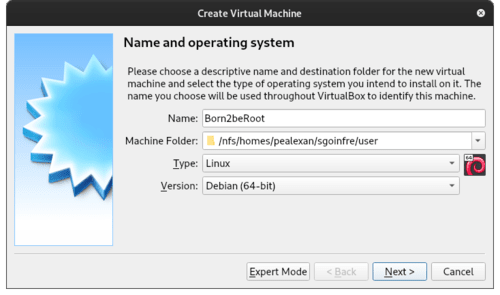 Create Virtual Machine
Name and operating system
Please choose a descriptive name and destination folder for the new virtual
machine and select the type of operating system you intend to install on it. The
name you choose will be used throughout VirtualBox to identify this machine.
Name: Born2beRoot
Machine Folder: /nfs/homes/pealexan/sgoinfre/user
Type: Linux
64
Version: Debian (64-bit)
Expert Mode < Back Next > Cancel